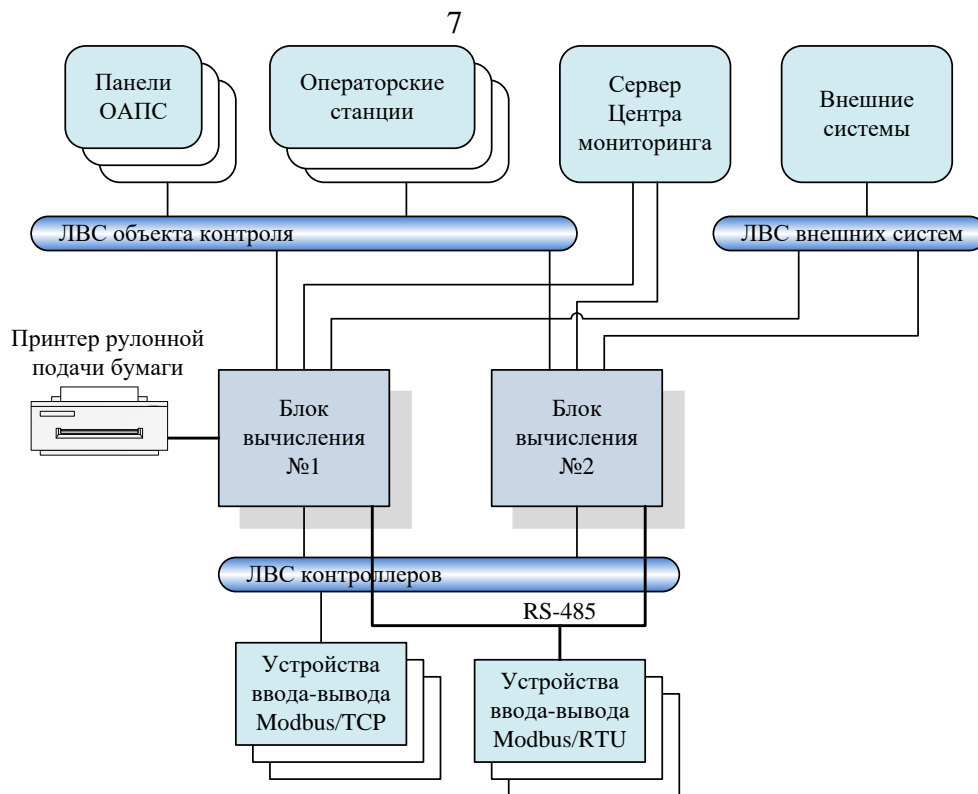 7
Панели
ОАПС
Операторские
станции
Сервер
Центра
мониторинга
Внешние
системы
ЛВС объекта контроля
ЛВС внешних систем
Принтер рулонной
подачи бумаги
Блок
вычисления
№1
Блок
вычисления
№2
ЛВС контроллеров
RS-485
Устройства
ввода-вывода
Modbus/TCP
Устройства
ввода-вывода
Modbus/RTU